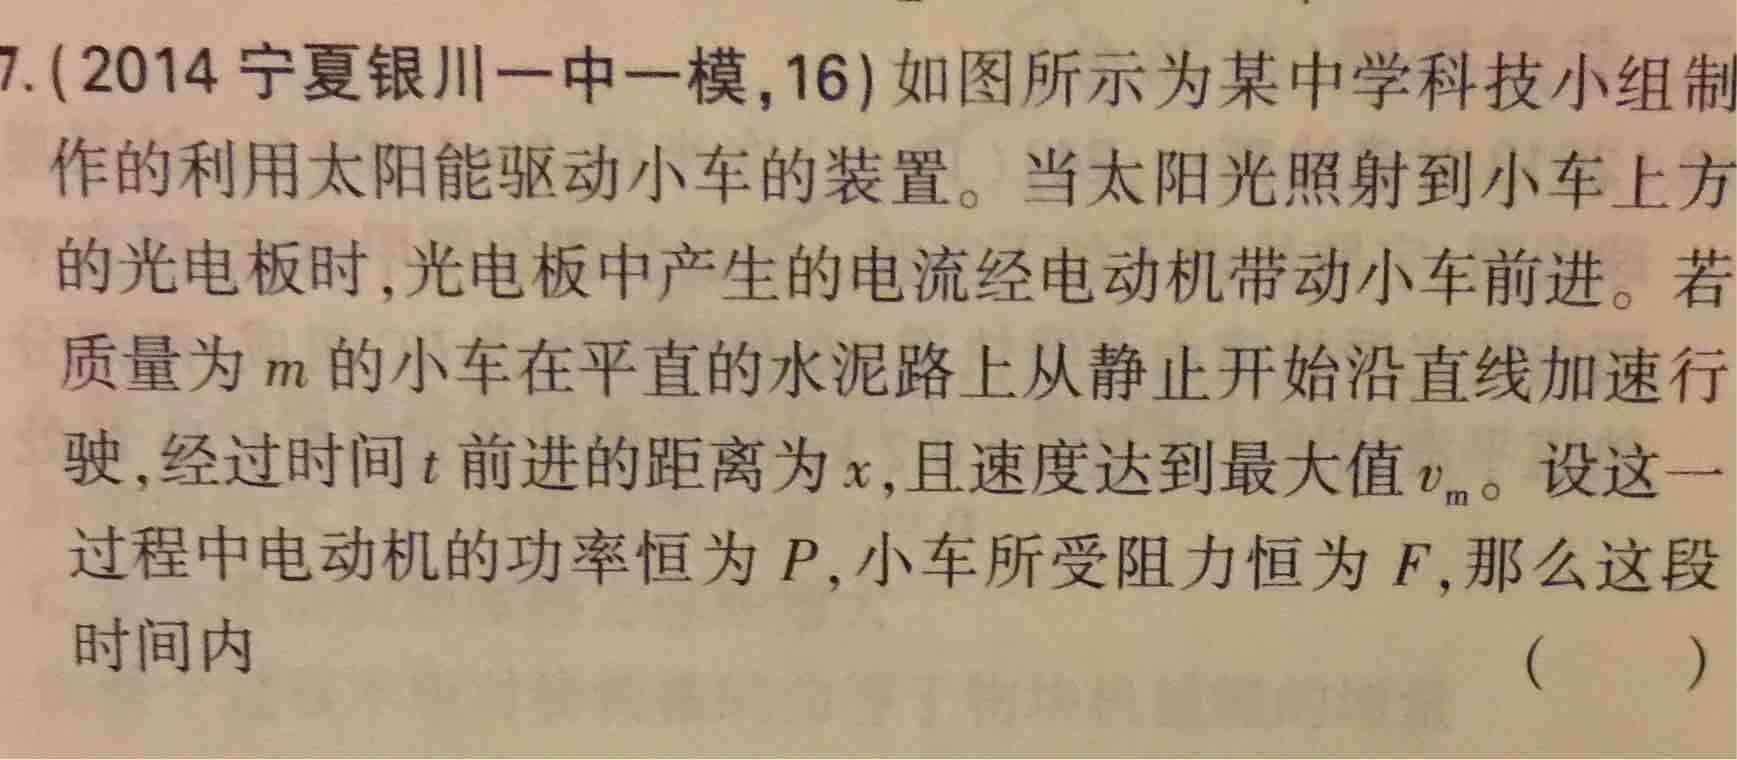 7.(2014 宁夏银川一中一模,16)如图所示为某中学科技小组制
作的利用太阳能驱动小车的装置。当太阳光照射到小车上方
的光电板时,光电板中产生的电流经电动机带动小车前进。若
质量为 m 的小车在平直的水泥路上从静止开始沿直线加速行
驶,经过时间 t 前进的距离为 x,且速度达到最大值 vm。设这一
过程中电动机的功率恒为 P,小车所受阻力恒为 F,那么这段
时间内 (  )